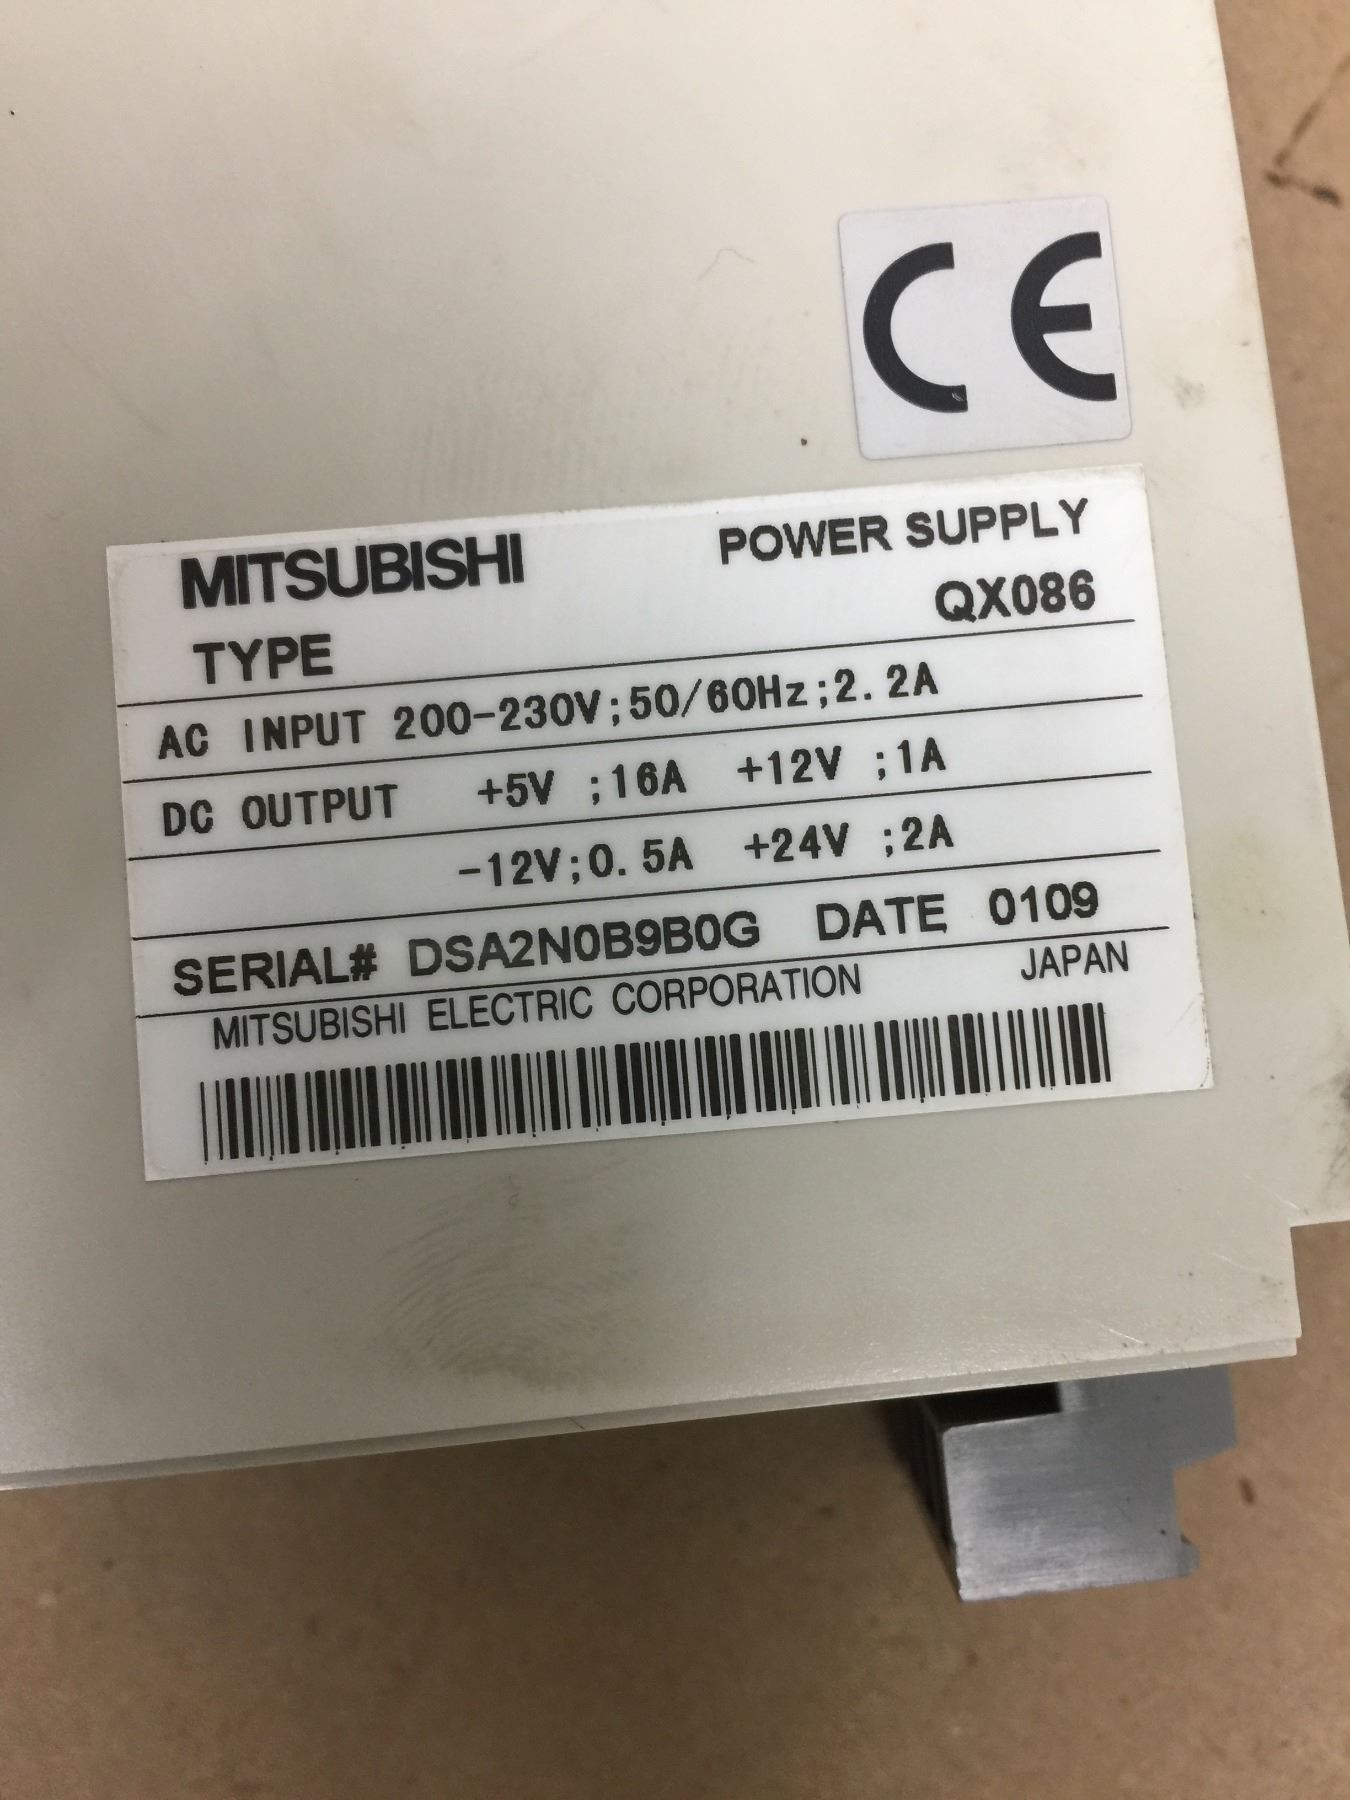 CE
MITSUBISHI POWER SUPPLY
TYPE QX086
AC INPUT 200-230V;50/60Hz;2.2A
DC OUTPUT +5V ;16A +12V ;1A
-12V;0.5A +24V ;2A
SERIAL# DSA2N0B9B0G DATE 0109
MITSUBISHI ELECTRIC CORPORATION JAPAN